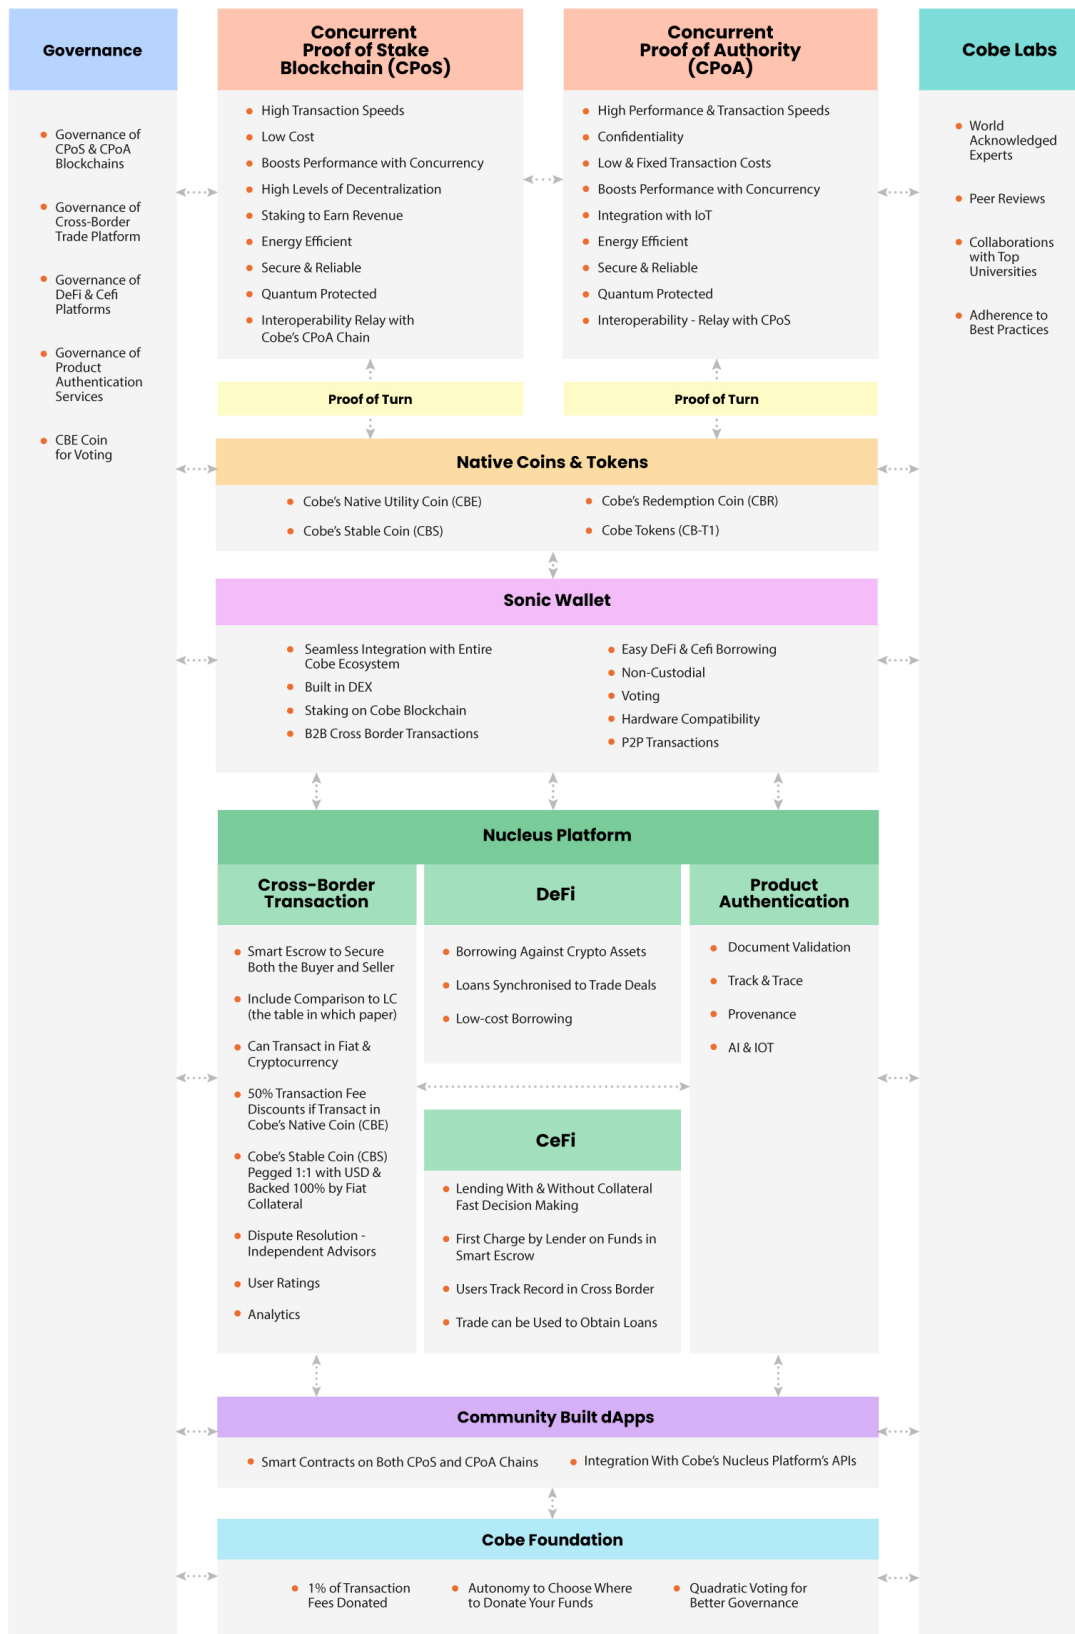 Governance
Governance of
CPoS & CPoA
Blockchains
Governance of
Cross-Border
Trade Platform
Governance of
DeFi & Cefi
Platforms
Governance of
Product
Authentication
Services
CBE Coin
for Voting
Concurrent
Proof of Stake
Blockchain (CPoS)
High Transaction Speeds
Low Cost
Boosts Performance with Concurrency
High Levels of Decentralization
Staking to Earn Revenue
Energy Efficient
Secure & Reliable
Quantum Protected
Interoperability Relay with
Cobe's CPoA Chain
Concurrent
Proof of Authority
(CPoA)
High Performance & Transaction Speeds
Confidentiality
Low & Fixed Transaction Costs
Boosts Performance with Concurrency
Integration with IoT
Energy Efficient
Secure & Reliable
Quantum Protected
Interoperability - Relay with CPoS
Cobe Labs
World
Acknowledged
Experts
Peer Reviews
Collaborations
with Top
Universities
Adherence to
Best Practices
Proof of Turn
Proof of Turn
Native Coins & Tokens
Cobe's Native Utility Coin (CBE)
Cobe's Stable Coin (CBS)
Cobe's Redemption Coin (CBR)
Cobe Tokens (CB-T1)
Sonic Wallet
Seamless Integration with Entire
Cobe Ecosystem
Built in DEX
Staking on Cobe Blockchain
B2B Cross Border Transactions
Easy DeFi & Cefi Borrowing
Non-Custodial
Voting
Hardware Compatibility
P2P Transactions
Nucleus Platform
Cross-Border
Transaction
Smart Escrow to Secure
Both the Buyer and Seller
Include Comparison to LC
(the table in which paper)
Can Transact in Fiat &
Cryptocurrency
50% Transaction Fee
Discounts if Transact in
Cobe's Native Coin (CBE)
Cobe's Stable Coin (CBS)
Pegged 1:1 with USD &
Backed 100% by Fiat
Collateral
Dispute Resolution -
Independent Advisors
User Ratings
Analytics
DeFi
Borrowing Against Crypto Assets
Loans Synchronised to Trade Deals
Low-cost Borrowing
CeFi
Lending With & Without Collateral
Fast Decision Making
First Charge by Lender on Funds in
Smart Escrow
Users Track Record in Cross Border
Trade can be Used to Obtain Loans
Product
Authentication
Document Validation
Track & Trace
Provenance
AI & IOT
Community Built dApps
Smart Contracts on Both CPoS and CPoA Chains
Integration With Cobe's Nucleus Platform's APIs
Cobe Foundation
1% of Transaction
Fees Donated
Autonomy to Choose Where
to Donate Your Funds
Quadratic Voting for
Better Governance